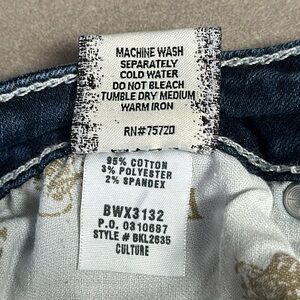 MACHINE WASH
SEPARATELY
COLD WATER
DO NOT BLEACH
TUMBLE DRY MEDIUM
WARM IRON
RN#75720
95% COTTON
3% POLYESTER
2% SPANDEX
BWX3132
P.O. 0310687
STYLE # BKL2635
CULTURE